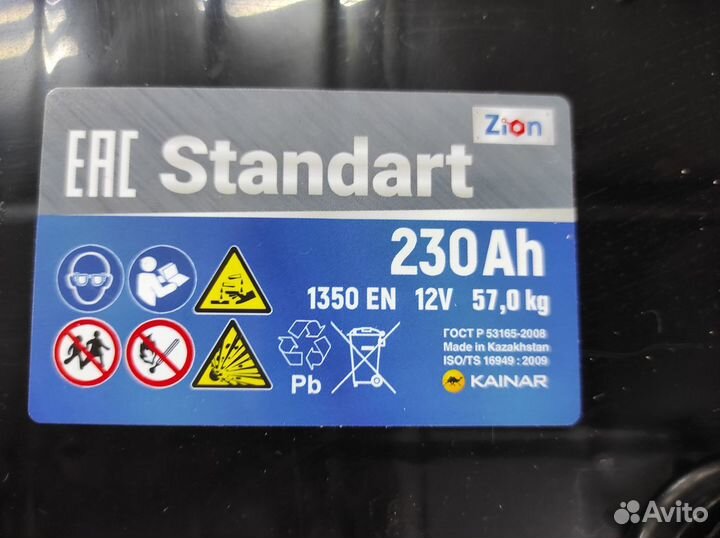 Zion
EAC Standart
230Ah
1350 EN 12V 57,0 kg
ГОСТ Р 53165-2008
Made in Kazakhstan
ISO/TS 16949 : 2009
KAINAR
Pb
Avito